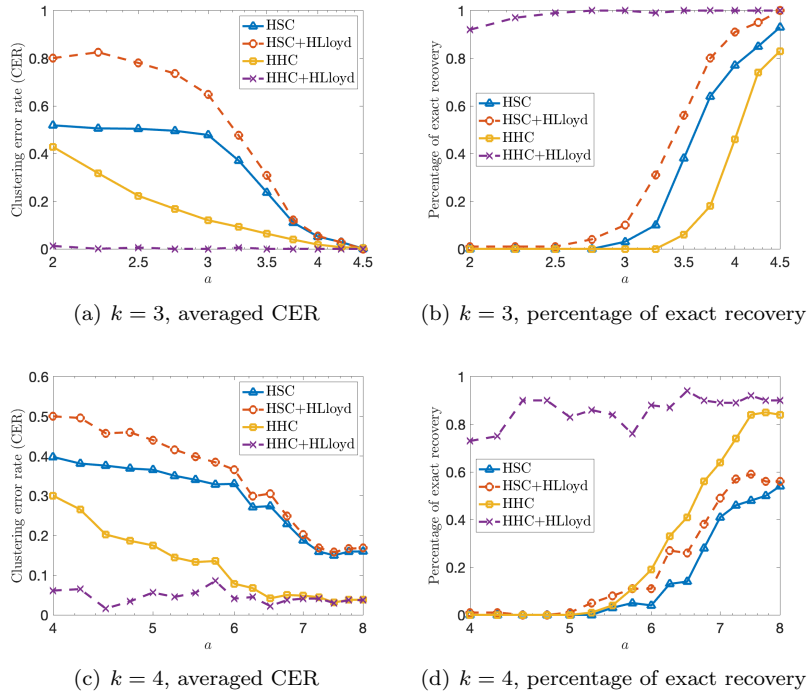 Clustering error rate (CER)
1
0.8
0.6
0.4
0.2
0
2
2.5
3
3.5
4
4.5
a
HSC
HSC+HLloyd
HHC
HHC+HLloyd
(a) k = 3, averaged CER
Percentage of exact recovery
1
0.8
0.6
0.4
0.2
0
2
2.5
3
3.5
4
4.5
a
HSC
HSC+HLloyd
HHC
HHC+HLloyd
(b) k = 3, percentage of exact recovery
Clustering error rate (CER)
0.6
0.5
0.4
0.3
0.2
0.1
0
4
5
6
7
8
a
HSC
HSC+HLloyd
HHC
HHC+HLloyd
(c) k = 4, averaged CER
Percentage of exact recovery
1
0.8
0.6
0.4
0.2
0
4
5
6
7
8
a
HSC
HSC+HLloyd
HHC
HHC+HLloyd
(d) k = 4, percentage of exact recovery